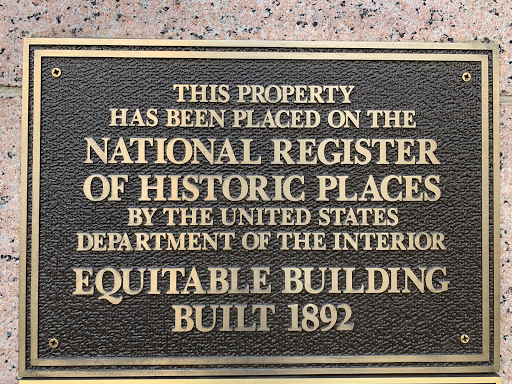 THIS PROPERTY
HAS BEEN PLACED ON THE
NATIONAL REGISTER
OF HISTORIC PLACES
BY THE UNITED STATES
DEPARTMENT OF THE INTERIOR
EQUITABLE BUILDING
BUILT 1892